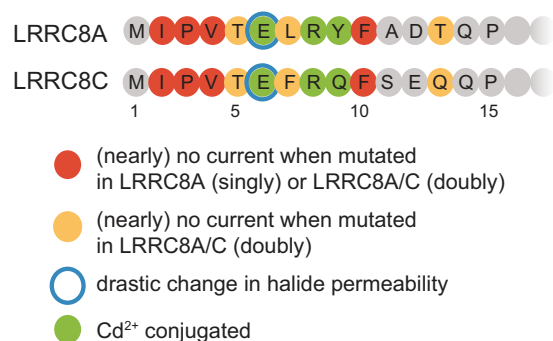 LRRC8A M I P V T E L R Y F A D T Q P
LRRC8C M I P V T E F R Q F S E Q Q P
1 5 10 15
(nearly) no current when mutated
in LRRC8A (singly) or LRRC8A/C (doubly)
(nearly) no current when mutated
in LRRC8A/C (doubly)
drastic change in halide permeability
Cd²⁺ conjugated